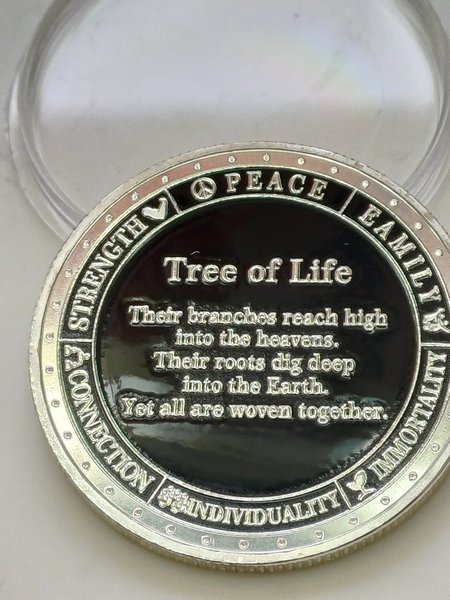 PEACE
FAMILY
IMMORTALITY
INDIVIDUALITY
CONNECTION
STRENGTH
Tree of Life
Their branches reach high
into the heavens.
Their roots dig deep
into the Earth.
Yet all are woven together.